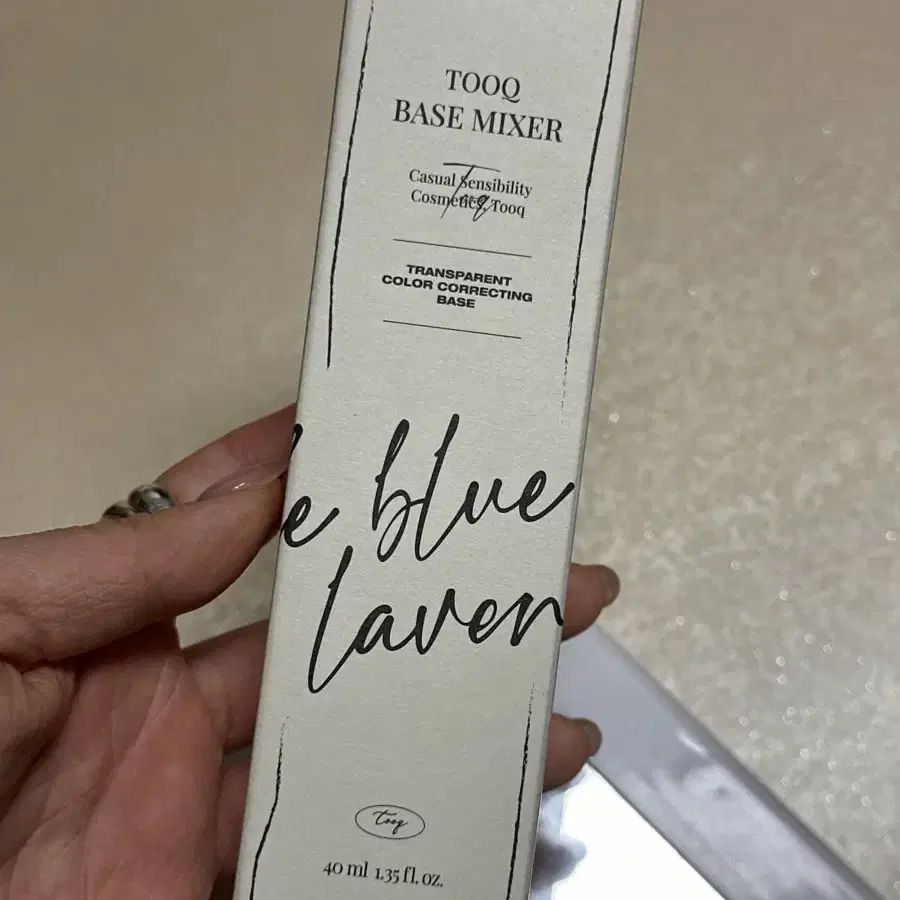 TOOQ
BASE MIXER
Casual Sensibility
Cosmetics, Tooq
Tooq
TRANSPARENT
COLOR CORRECTING
BASE
e blue
laven
tooq
40 ml 1.35 fl. oz.